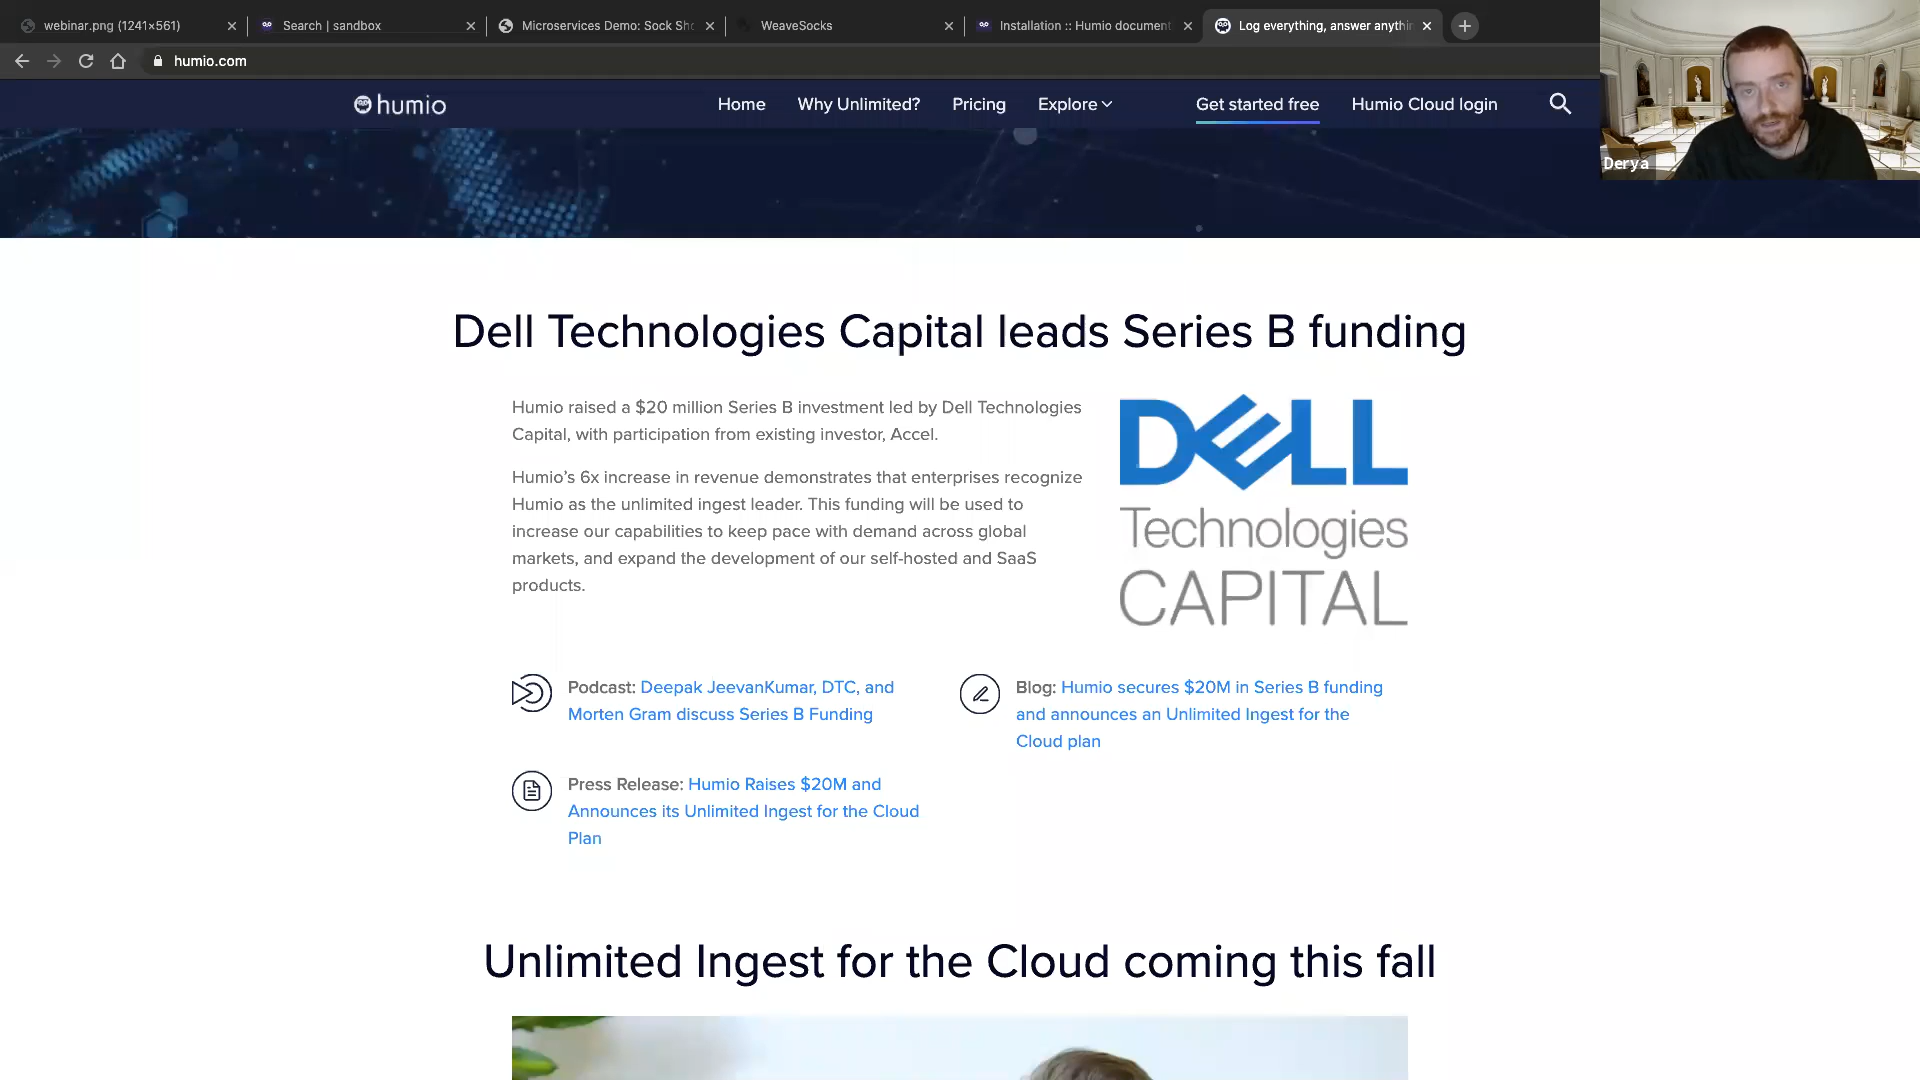 webinar.png (1241×561)
Search | sandbox
Microservices Demo: Sock Sho
WeaveSocks
Installation :: Humio document
Log everything, answer anythin
humio.com
humio
Home
Why Unlimited?
Pricing
Explore
Get started free
Humio Cloud login
Derya
Dell Technologies Capital leads Series B funding
Humio raised a $20 million Series B investment led by Dell Technologies
Capital, with participation from existing investor, Accel.
Humio’s 6x increase in revenue demonstrates that enterprises recognize
Humio as the unlimited ingest leader. This funding will be used to
increase our capabilities to keep pace with demand across global
markets, and expand the development of our self-hosted and SaaS
products.
DELL
Technologies
CAPITAL
Podcast: Deepak JeevanKumar, DTC, and
Morten Gram discuss Series B Funding
Blog: Humio secures $20M in Series B funding
and announces an Unlimited Ingest for the
Cloud plan
Press Release: Humio Raises $20M and
Announces its Unlimited Ingest for the Cloud
Plan
Unlimited Ingest for the Cloud coming this fall